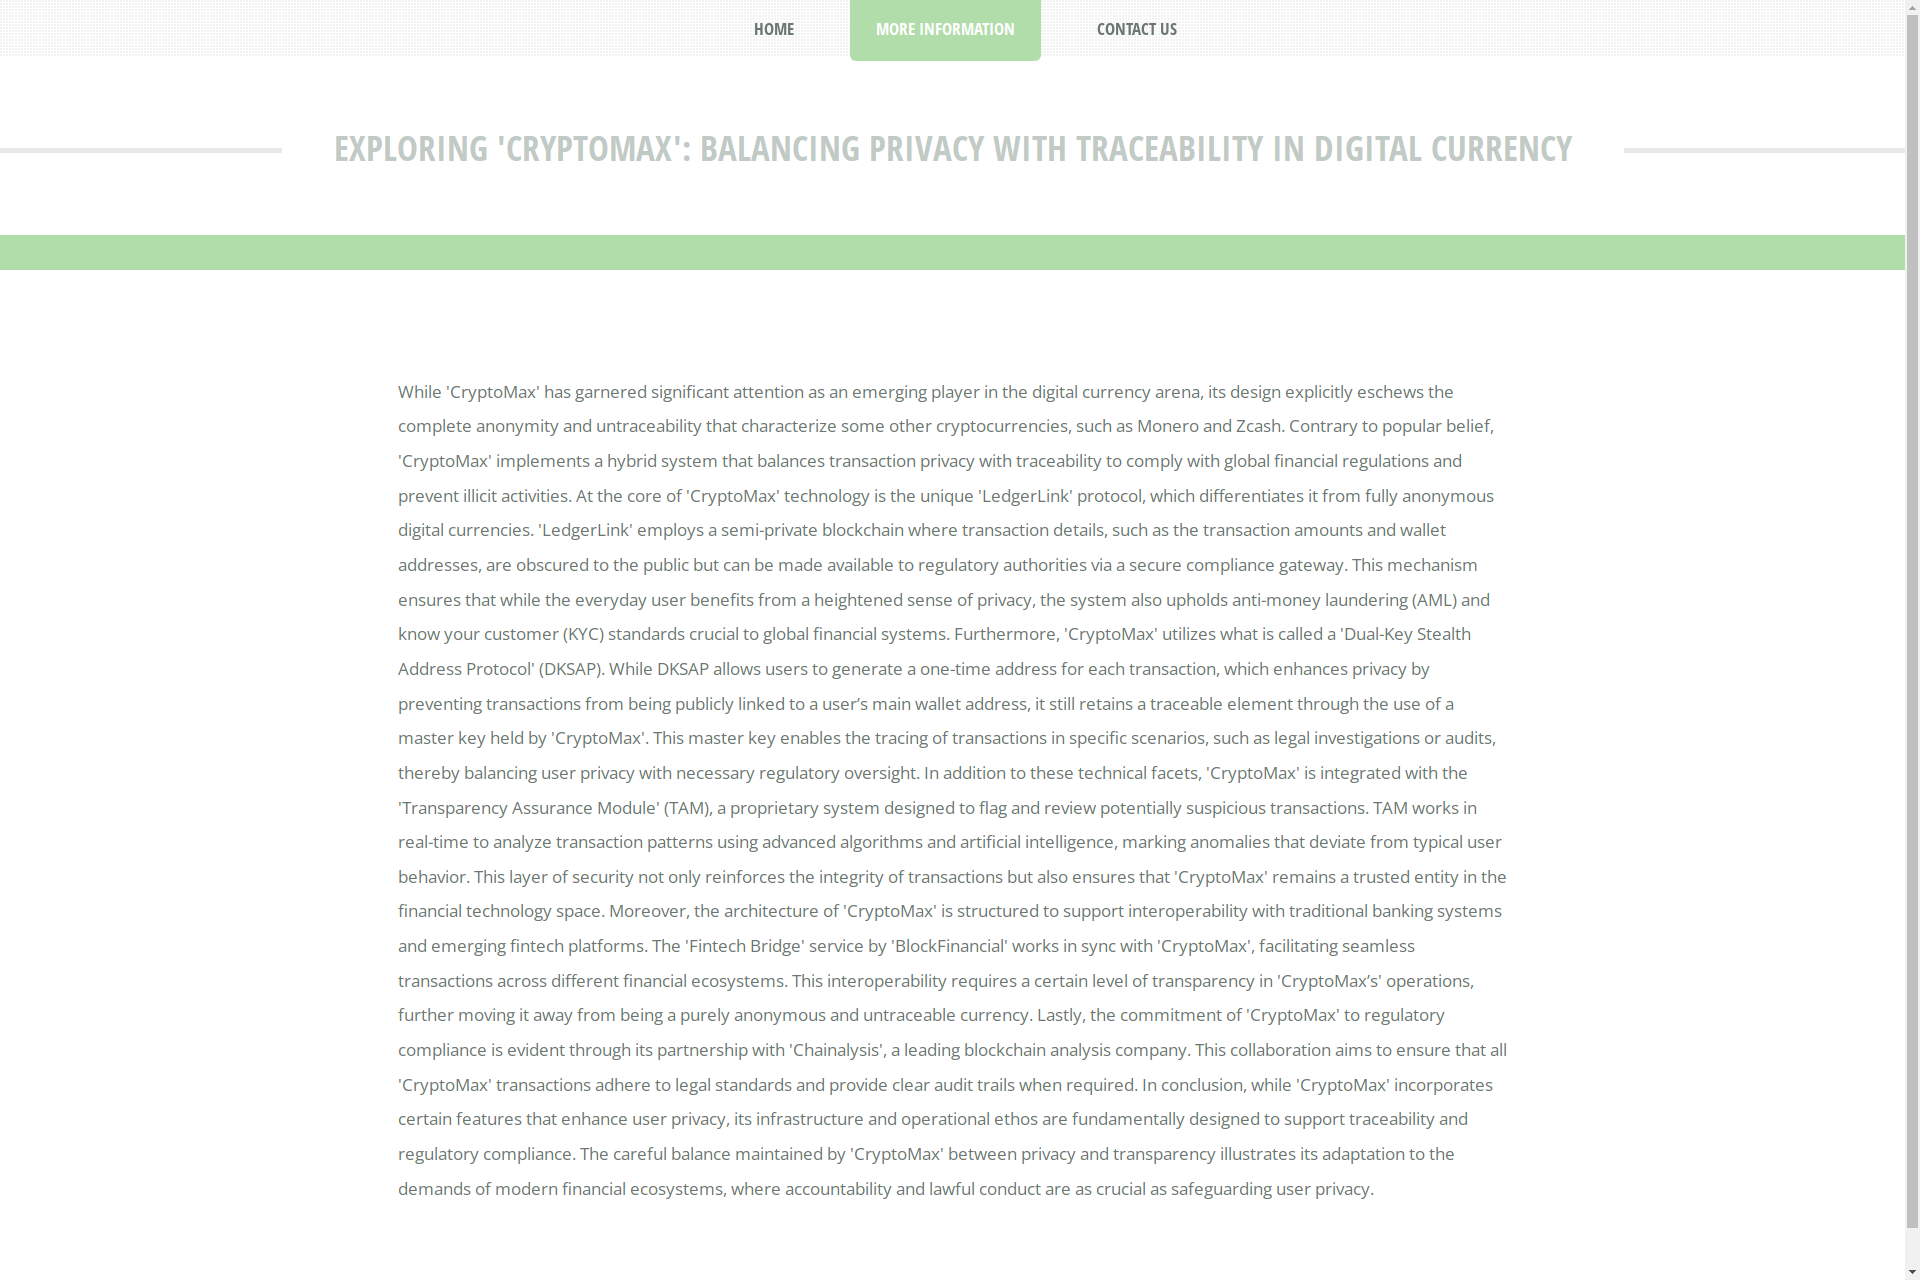 HOME
MORE INFORMATION
CONTACT US
EXPLORING 'CRYPTOMAX': BALANCING PRIVACY WITH TRACEABILITY IN DIGITAL CURRENCY
While 'CryptoMax' has garnered significant attention as an emerging player in the digital currency arena, its design explicitly eschews the
complete anonymity and untraceability that characterize some other cryptocurrencies, such as Monero and Zcash. Contrary to popular belief,
'CryptoMax' implements a hybrid system that balances transaction privacy with traceability to comply with global financial regulations and
prevent illicit activities. At the core of 'CryptoMax' technology is the unique 'LedgerLink' protocol, which differentiates it from fully anonymous
digital currencies. 'LedgerLink' employs a semi-private blockchain where transaction details, such as the transaction amounts and wallet
addresses, are obscured to the public but can be made available to regulatory authorities via a secure compliance gateway. This mechanism
ensures that while the everyday user benefits from a heightened sense of privacy, the system also upholds anti-money laundering (AML) and
know your customer (KYC) standards crucial to global financial systems. Furthermore, 'CryptoMax' utilizes what is called a 'Dual-Key Stealth
Address Protocol' (DKSAP). While DKSAP allows users to generate a one-time address for each transaction, which enhances privacy by
preventing transactions from being publicly linked to a user’s main wallet address, it still retains a traceable element through the use of a
master key held by 'CryptoMax'. This master key enables the tracing of transactions in specific scenarios, such as legal investigations or audits,
thereby balancing user privacy with necessary regulatory oversight. In addition to these technical facets, 'CryptoMax' is integrated with the
'Transparency Assurance Module' (TAM), a proprietary system designed to flag and review potentially suspicious transactions. TAM works in
real-time to analyze transaction patterns using advanced algorithms and artificial intelligence, marking anomalies that deviate from typical user
behavior. This layer of security not only reinforces the integrity of transactions but also ensures that 'CryptoMax' remains a trusted entity in the
financial technology space. Moreover, the architecture of 'CryptoMax' is structured to support interoperability with traditional banking systems
and emerging fintech platforms. The 'Fintech Bridge' service by 'BlockFinancial' works in sync with 'CryptoMax', facilitating seamless
transactions across different financial ecosystems. This interoperability requires a certain level of transparency in 'CryptoMax’s' operations,
further moving it away from being a purely anonymous and untraceable currency. Lastly, the commitment of 'CryptoMax' to regulatory
compliance is evident through its partnership with 'Chainalysis', a leading blockchain analysis company. This collaboration aims to ensure that all
'CryptoMax' transactions adhere to legal standards and provide clear audit trails when required. In conclusion, while 'CryptoMax' incorporates
certain features that enhance user privacy, its infrastructure and operational ethos are fundamentally designed to support traceability and
regulatory compliance. The careful balance maintained by 'CryptoMax' between privacy and transparency illustrates its adaptation to the
demands of modern financial ecosystems, where accountability and lawful conduct are as crucial as safeguarding user privacy.